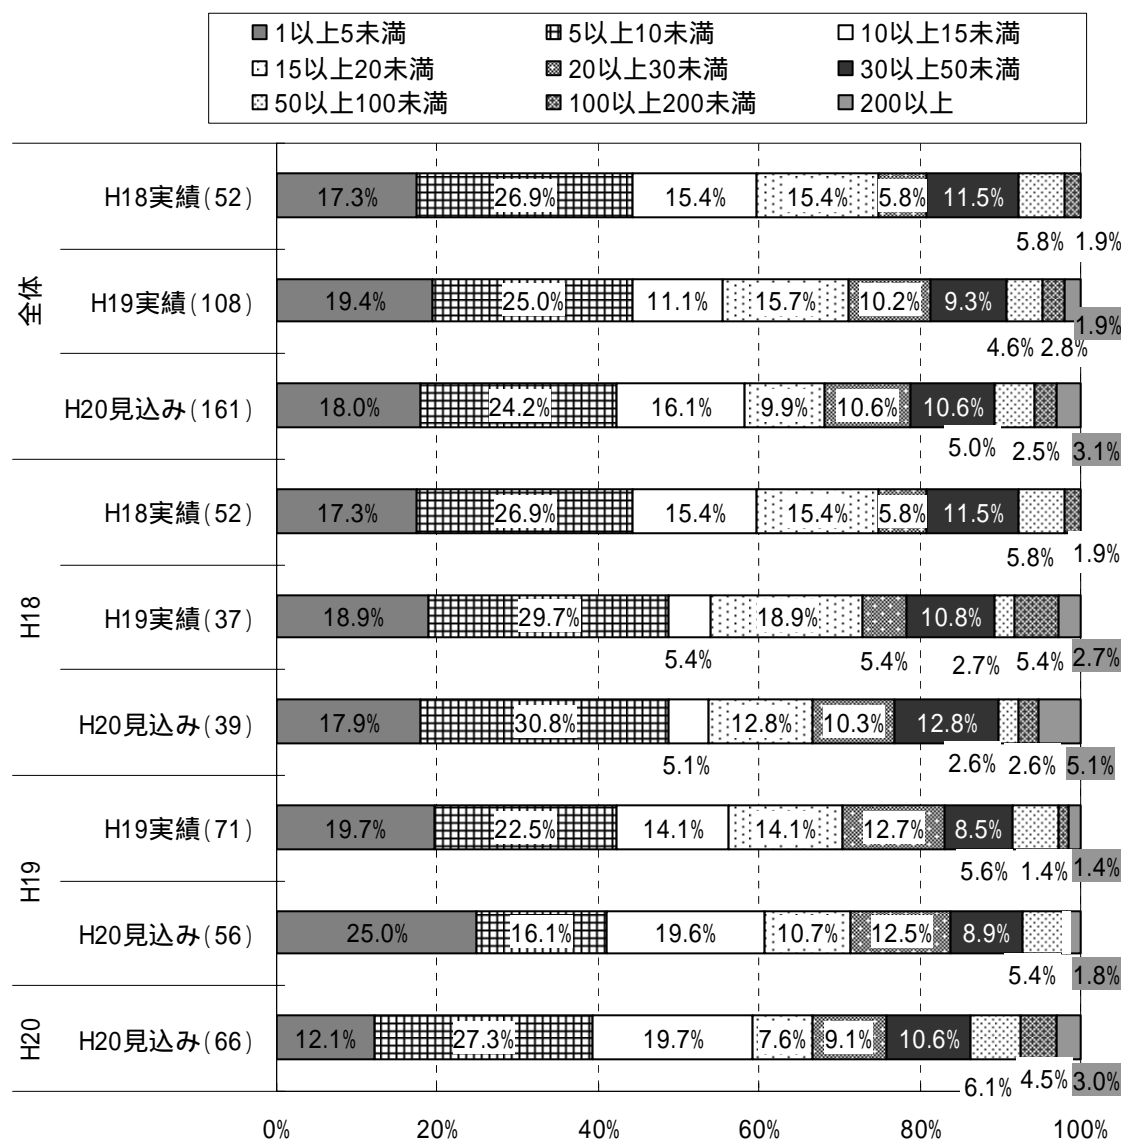 1以上5未満 5以上10未満 10以上15未満
15以上20未満 20以上30未満 30以上50未満
50以上100未満 100以上200未満 200以上
全体
H18実績(52) 17.3% 26.9% 15.4% 15.4% 5.8% 11.5%
5.8% 1.9%
H19実績(108) 19.4% 25.0% 11.1% 15.7% 10.2% 9.3%
1.9%
4.6% 2.8%
H20見込み(161) 18.0% 24.2% 16.1% 9.9% 10.6% 10.6%
5.0% 2.5% 3.1%
H18
H18実績(52) 17.3% 26.9% 15.4% 15.4% 5.8% 11.5%
5.8% 1.9%
H19実績(37) 18.9% 29.7% 18.9% 10.8%
5.4% 5.4% 2.7% 5.4% 2.7%
H20見込み(39) 17.9% 30.8% 12.8% 10.3% 12.8%
5.1% 2.6% 2.6% 5.1%
H19
H19実績(71) 19.7% 22.5% 14.1% 14.1% 12.7% 8.5%
5.6% 1.4% 1.4%
H20見込み(56) 25.0% 16.1% 19.6% 10.7% 12.5% 8.9%
5.4% 1.8%
H20
H20見込み(66) 12.1% 27.3% 19.7% 7.6% 9.1% 10.6%
6.1% 4.5% 3.0%
0% 20% 40% 60% 80% 100%